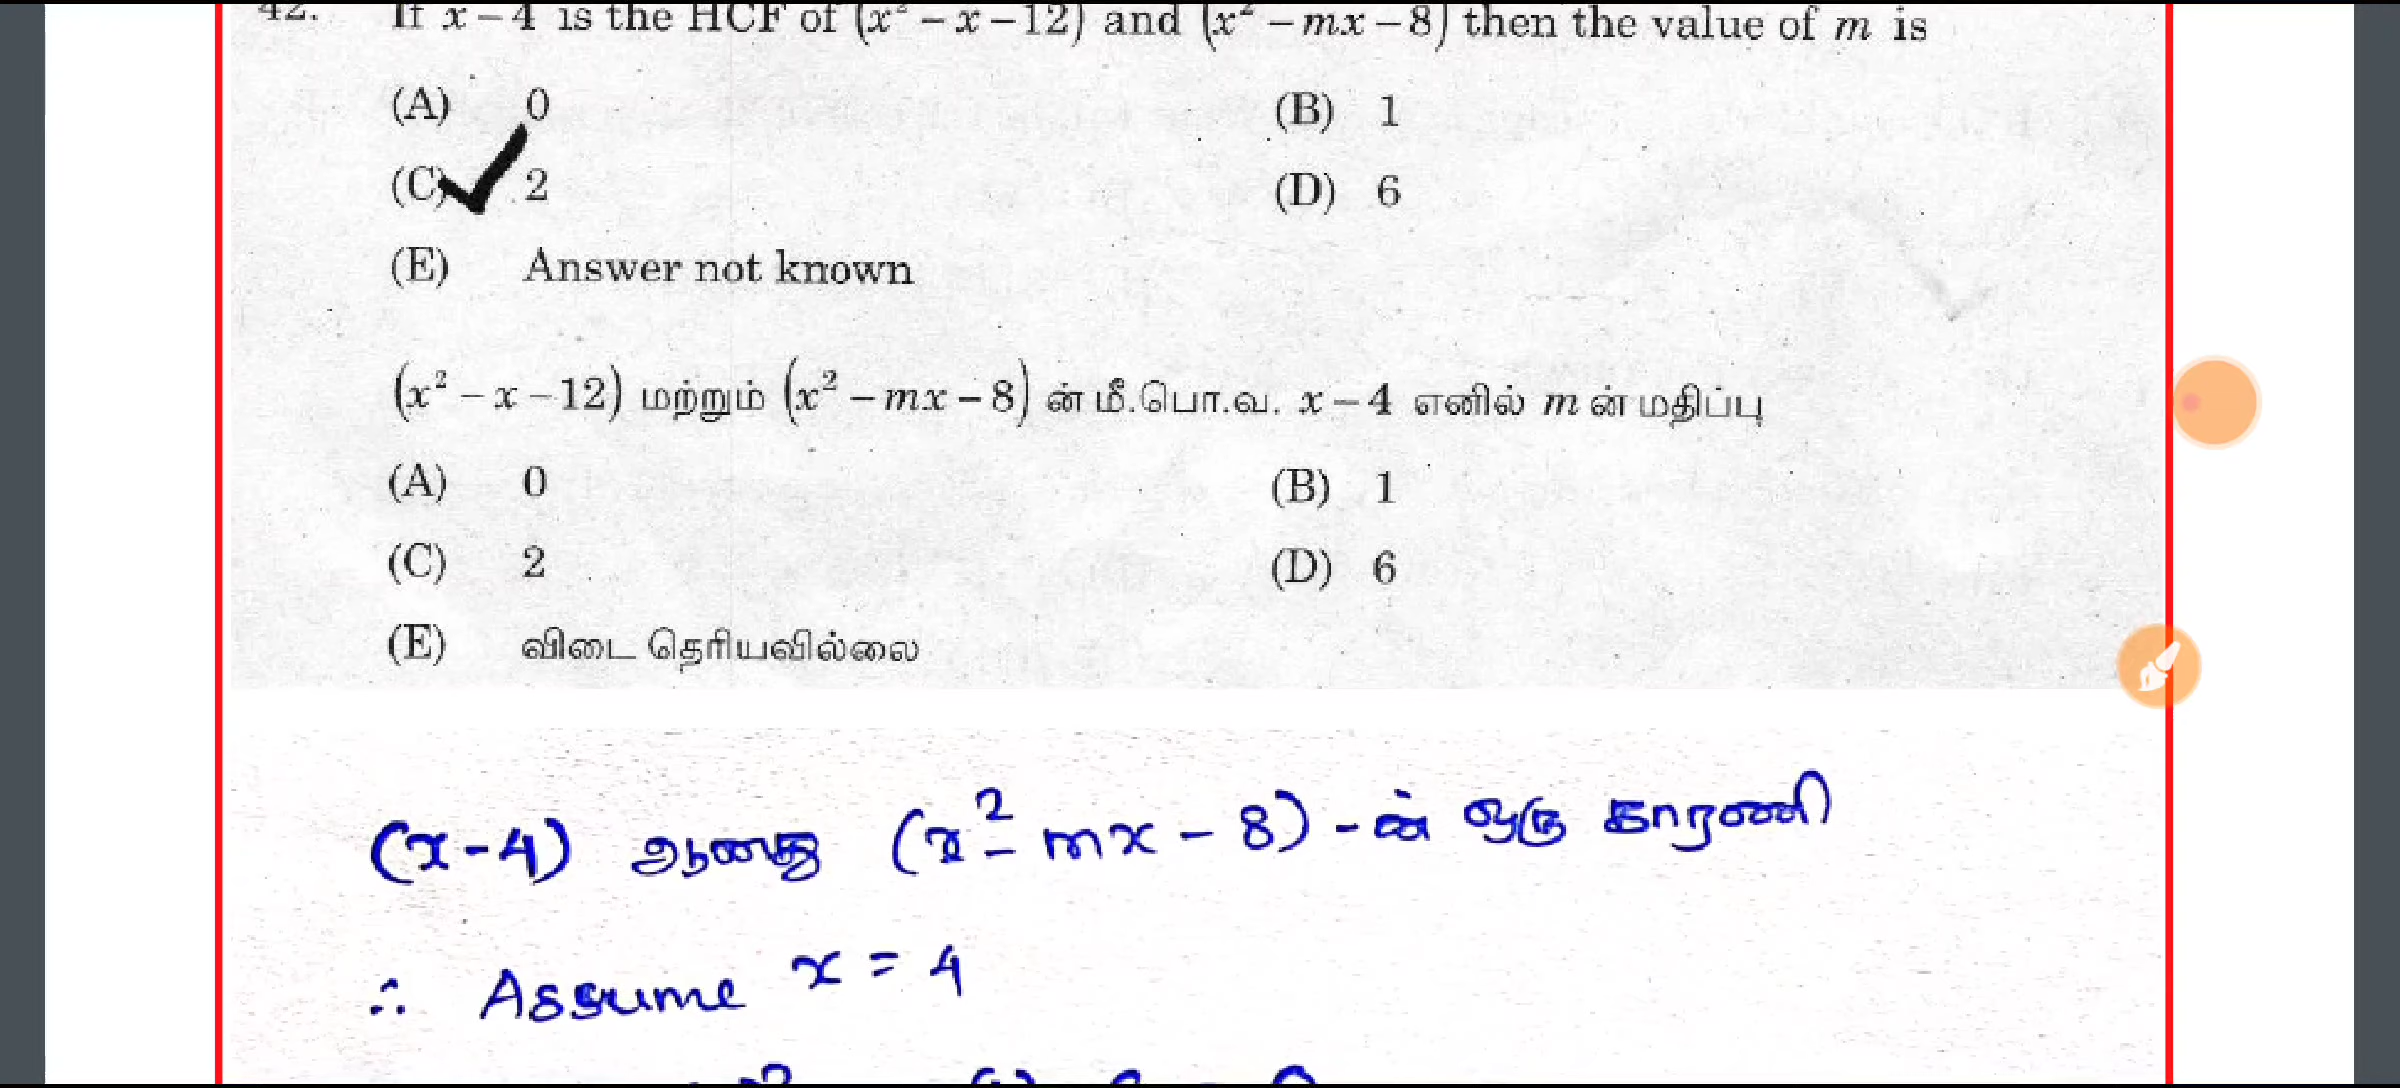 42. If x – 4 is the HCF of (x² – x – 12) and (x² – mx – 8) then the value of m is
(A) 0 (B) 1
(C) 2 (D) 6
(E) Answer not known
(x² – x – 12) மற்றும் (x² – mx – 8) ன் மீ.பொ.வ. x – 4 எனில் m ன் மதிப்பு
(A) 0 (B) 1
(C) 2 (D) 6
(E) விடை தெரியவில்லை
(x-4) ஆனது (x² - mx - 8) - ன் ஒரு காரணி
∴ Assume x = 4